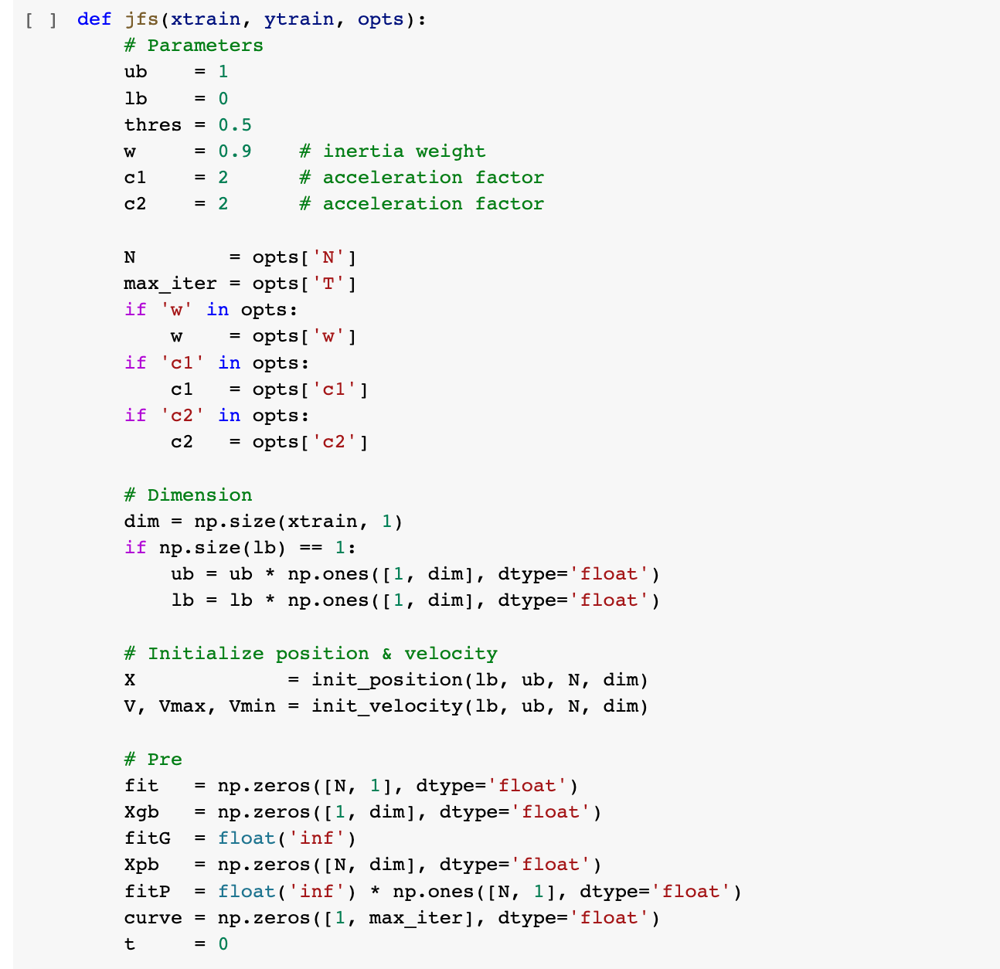 [ ] def jfs(xtrain, ytrain, opts):
# Parameters
ub    = 1
lb    = 0
thres = 0.5
w     = 0.9    # inertia weight
c1    = 2      # acceleration factor
c2    = 2      # acceleration factor
N        = opts['N']
max_iter = opts['T']
if 'w' in opts:
w    = opts['w']
if 'c1' in opts:
c1   = opts['c1']
if 'c2' in opts:
c2   = opts['c2']
# Dimension
dim = np.size(xtrain, 1)
if np.size(lb) == 1:
ub = ub * np.ones([1, dim], dtype='float')
lb = lb * np.ones([1, dim], dtype='float')
# Initialize position & velocity
X             = init_position(lb, ub, N, dim)
V, Vmax, Vmin = init_velocity(lb, ub, N, dim)
# Pre
fit   = np.zeros([N, 1], dtype='float')
Xgb   = np.zeros([1, dim], dtype='float')
fitG  = float('inf')
Xpb   = np.zeros([N, dim], dtype='float')
fitP  = float('inf') * np.ones([N, 1], dtype='float')
curve = np.zeros([1, max_iter], dtype='float')
t     = 0